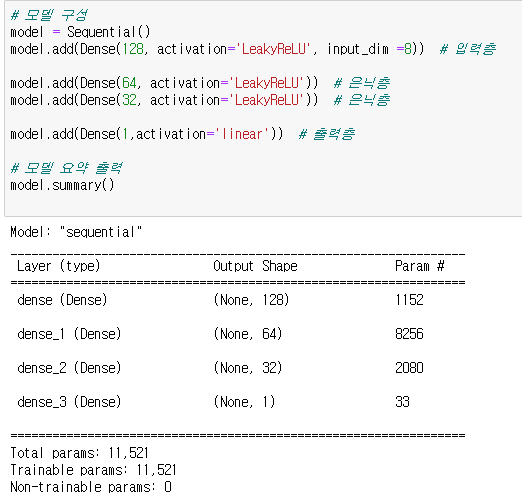 # 모델 구성
model = Sequential()
model.add(Dense(128, activation='LeakyReLU', input_dim =8))  # 입력층
model.add(Dense(64, activation='LeakyReLU'))  # 은닉층
model.add(Dense(32, activation='LeakyReLU'))  # 은닉층
model.add(Dense(1,activation='linear'))  # 출력층
# 모델 요약 출력
model.summary()
Model: "sequential"
_________________________________________________________________
Layer (type) Output Shape Param #
=================================================================
dense (Dense) (None, 128) 1152
dense_1 (Dense) (None, 64) 8256
dense_2 (Dense) (None, 32) 2080
dense_3 (Dense) (None, 1) 33
=================================================================
Total params: 11,521
Trainable params: 11,521
Non-trainable params: 0